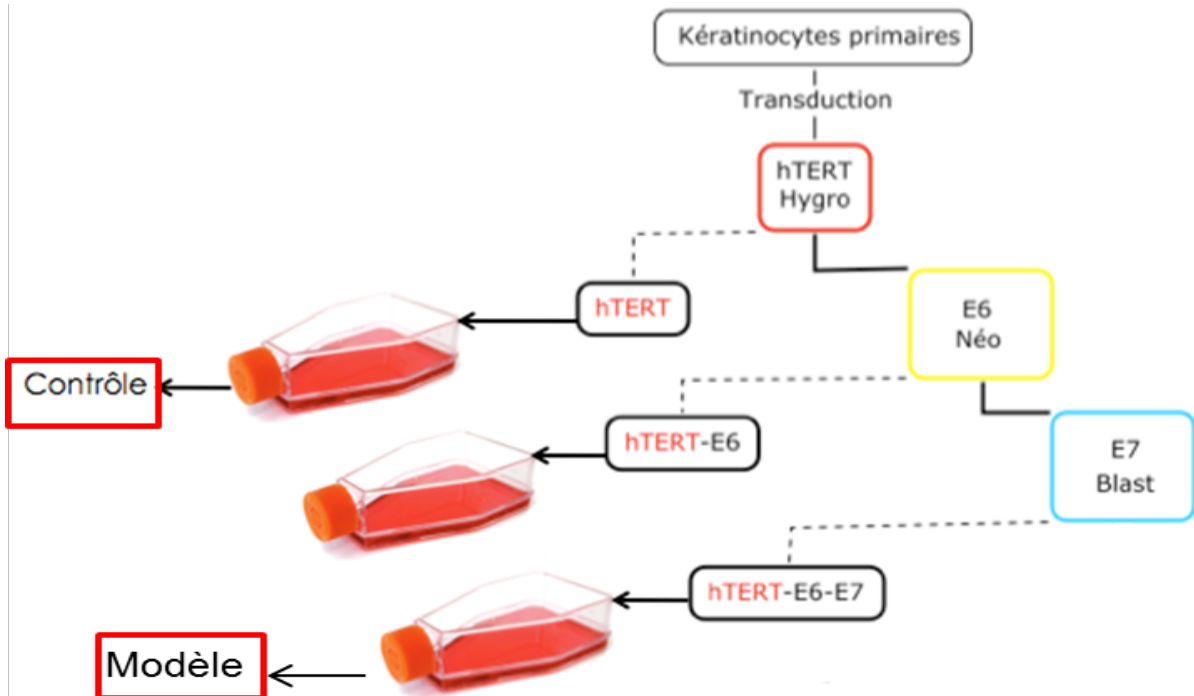 Kératinocytes primaires
Transduction
hTERT
Hygro
hTERT
E6
Néo
Contrôle
hTERT-E6
E7
Blast
hTERT-E6-E7
Modèle